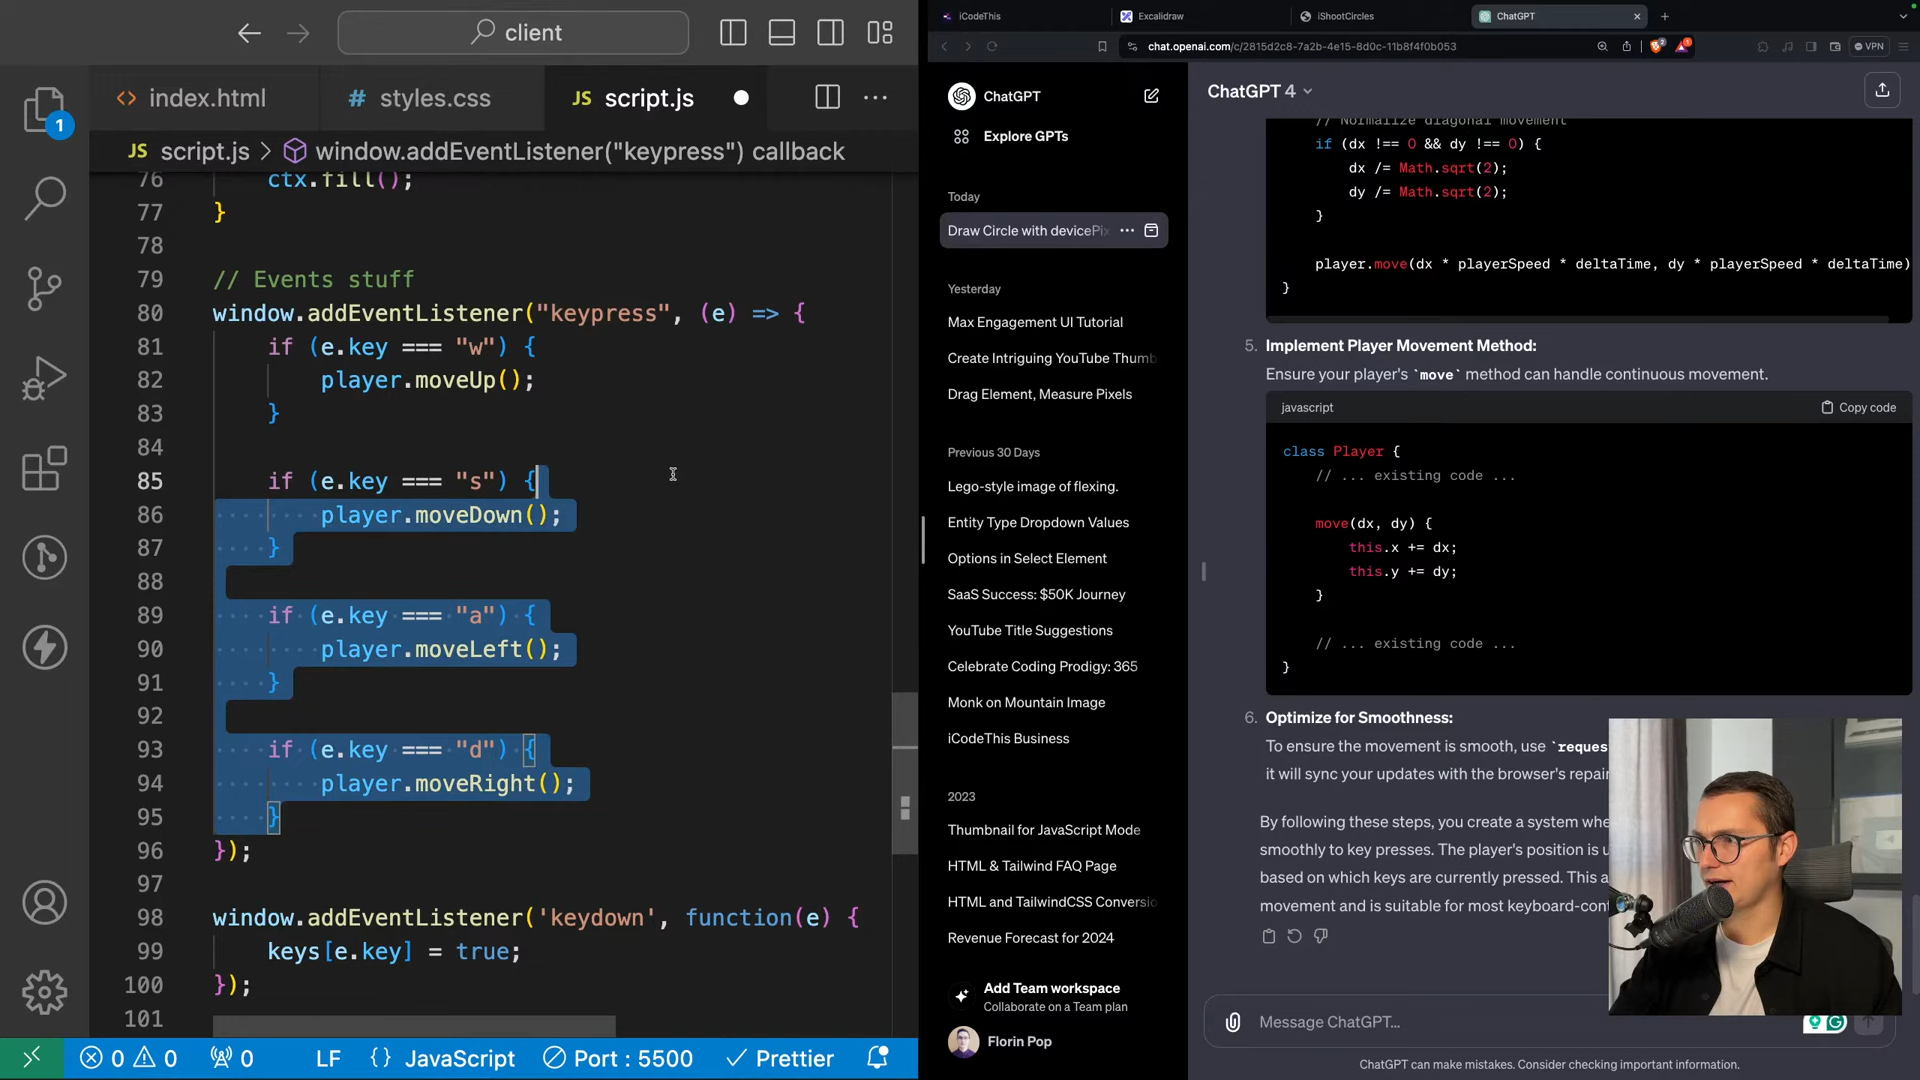 client
index.html
# styles.css
JS script.js
JS script.js > window.addEventListener("keypress") callback
1
76 ctx.fill();
77 }
78
79 // Events stuff
80 window.addEventListener("keypress", (e) => {
81 if (e.key === "w") {
82 player.moveUp();
83 }
84
85 if (e.key === "s") {
86 player.moveDown();
87 }
88
89 if (e.key === "a") {
90 player.moveLeft();
91 }
92
93 if (e.key === "d") {
94 player.moveRight();
95 }
96 });
97
98 window.addEventListener('keydown', function(e) {
99 keys[e.key] = true;
100 });
101
0 0 0 LF {} JavaScript Port : 5500 Prettier
iCodeThis
Excalidraw
iShootCircles
ChatGPT
chat.openai.com/c/2815d2c8-7a2b-4e15-8d0c-11b8f4f0b053
VPN
ChatGPT
Explore GPTs
Today
Draw Circle with devicePix
Yesterday
Max Engagement UI Tutorial
Create Intriguing YouTube Thumb
Drag Element, Measure Pixels
Previous 30 Days
Lego-style image of flexing.
Entity Type Dropdown Values
Options in Select Element
SaaS Success: $50K Journey
YouTube Title Suggestions
Celebrate Coding Prodigy: 365
Monk on Mountain Image
iCodeThis Business
2023
Thumbnail for JavaScript Mode
HTML & Tailwind FAQ Page
HTML and TailwindCSS Conversio
Revenue Forecast for 2024
Add Team workspace
Collaborate on a Team plan
Florin Pop
ChatGPT 4
// Normalize diagonal movement
if (dx !== 0 && dy !== 0) {
dx /= Math.sqrt(2);
dy /= Math.sqrt(2);
}
player.move(dx * playerSpeed * deltaTime, dy * playerSpeed * deltaTime)
}
5. Implement Player Movement Method:
Ensure your player's `move` method can handle continuous movement.
javascript
Copy code
class Player {
// ... existing code ...
move(dx, dy) {
this.x += dx;
this.y += dy;
}
// ... existing code ...
}
6. Optimize for Smoothness:
To ensure the movement is smooth, use `reques
it will sync your updates with the browser's repai
By following these steps, you create a system whe
smoothly to key presses. The player's position is u
based on which keys are currently pressed. This a
movement and is suitable for most keyboard-cont
Message ChatGPT...
ChatGPT can make mistakes. Consider checking important information.